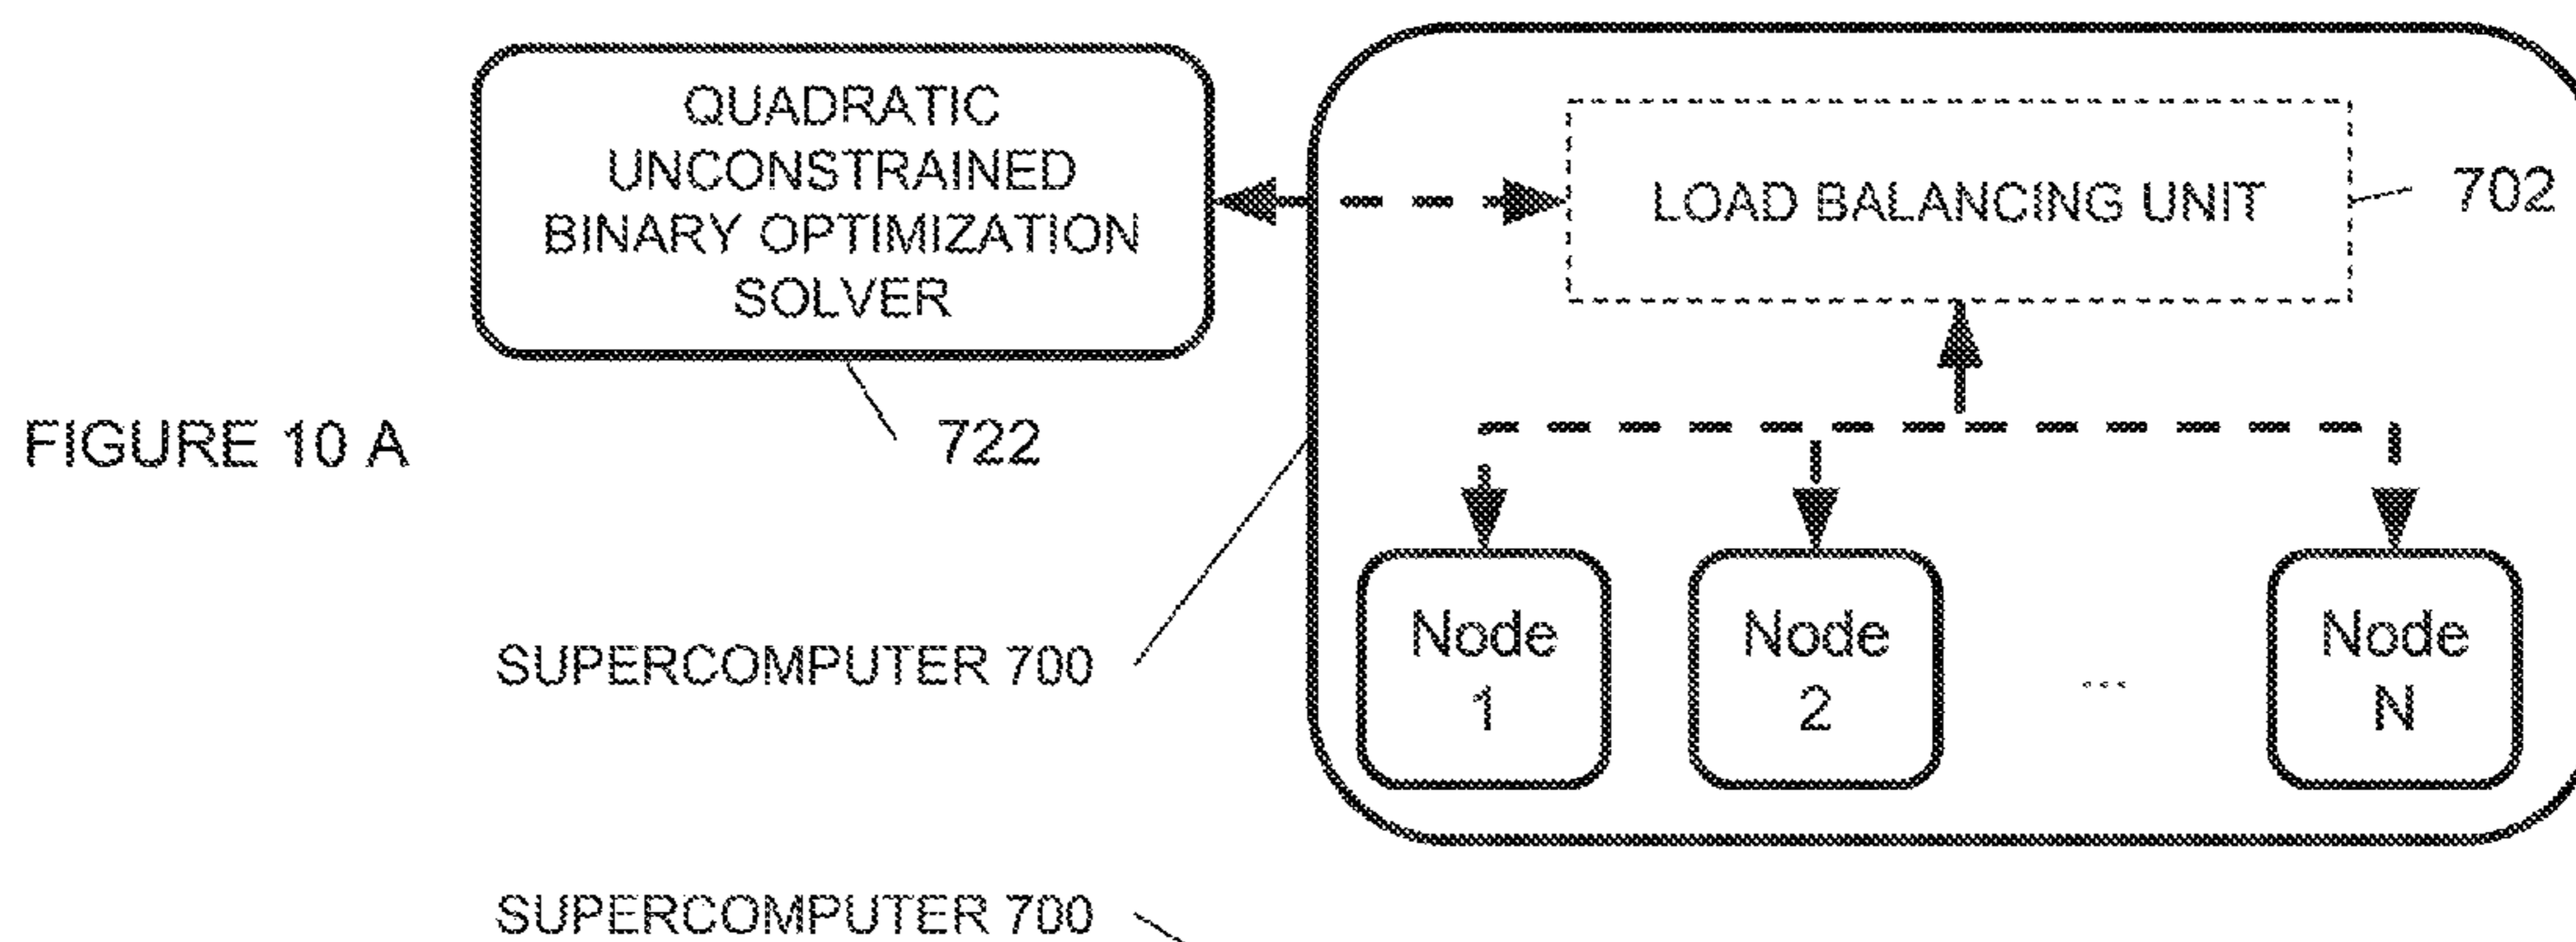 QUADRATIC
UNCONSTRAINED
BINARY OPTIMIZATION
SOLVER
LOAD BALANCING UNIT
702
FIGURE 10 A
722
SUPERCOMPUTER 700
Node
1
Node
2
...
Node
N
SUPERCOMPUTER 700